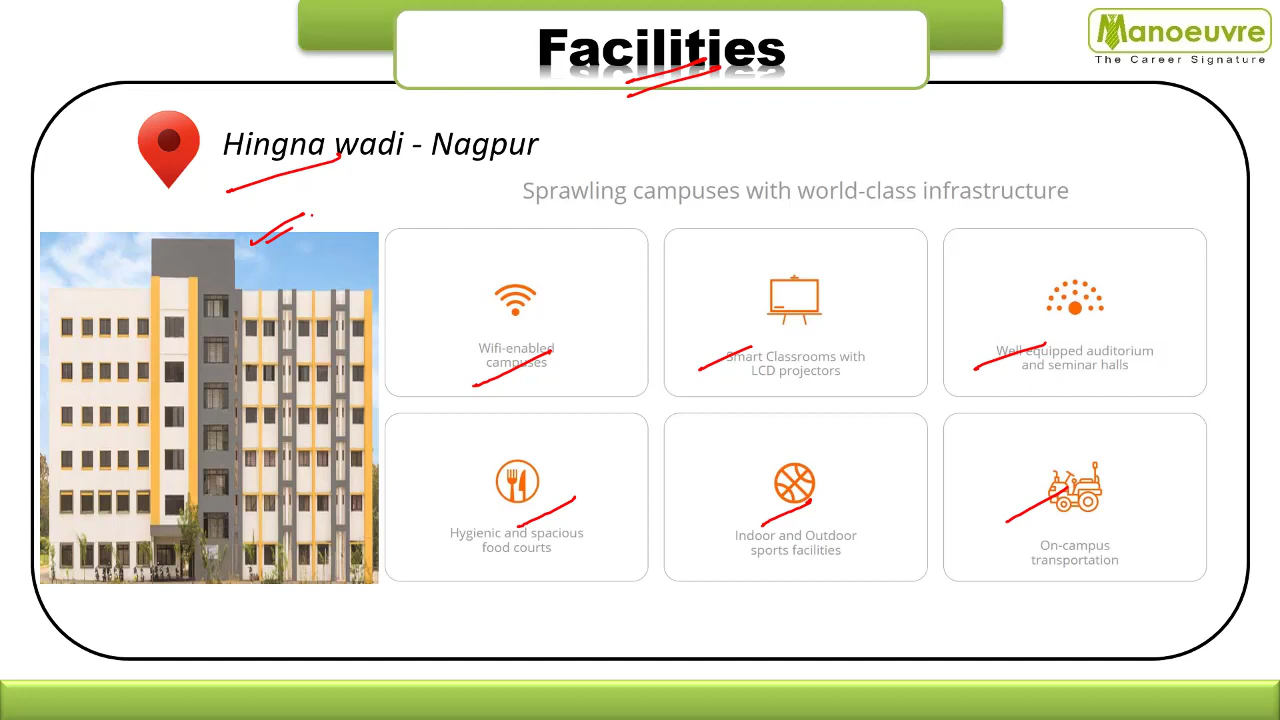 Facilities
Manoeuvre
The Career Signature
Hingna wadi - Nagpur
Sprawling campuses with world-class infrastructure
Wifi-enabled
campuses
Smart Classrooms with
LCD projectors
Well equipped auditorium
and seminar halls
Hygienic and spacious
food courts
Indoor and Outdoor
sports facilities
On-campus
transportation